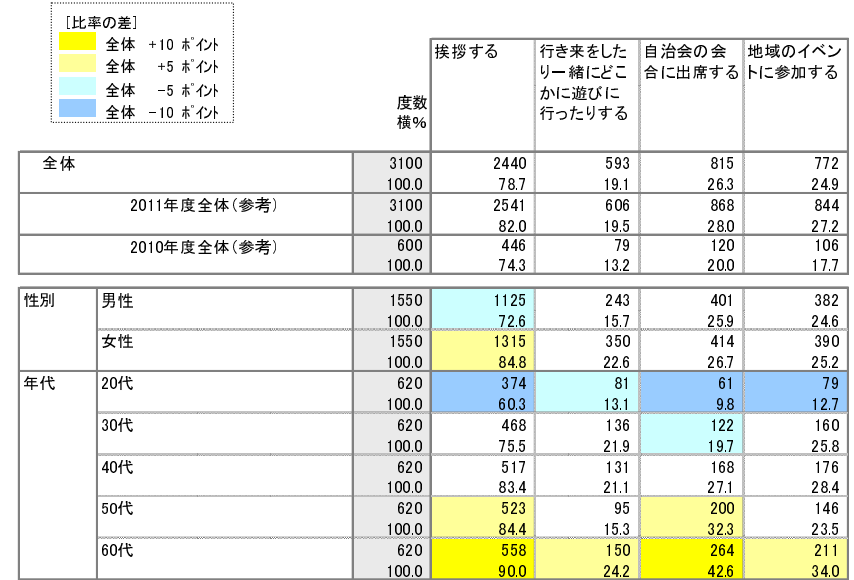 ［比率の差］
全体　+10 ﾎﾟｲﾝﾄ
全体　+5 ﾎﾟｲﾝﾄ
全体　-5 ﾎﾟｲﾝﾄ
全体　-10 ﾎﾟｲﾝﾄ
度数
横%
挨拶する
行き来をした
り一緒にどこ
かに遊びに
行ったりする
自治会の会
合に出席する
地域のイベン
トに参加する
全体 3100 2440 593 815 772
100.0 78.7 19.1 26.3 24.9
2011年度全体（参考） 3100 2541 606 868 844
100.0 82.0 19.5 28.0 27.2
2010年度全体（参考） 600 446 79 120 106
100.0 74.3 13.2 20.0 17.7
性別 男性 1550 1125 243 401 382
100.0 72.6 15.7 25.9 24.6
女性 1550 1315 350 414 390
100.0 84.8 22.6 26.7 25.2
年代 20代 620 374 81 61 79
100.0 60.3 13.1 9.8 12.7
30代 620 468 136 122 160
100.0 75.5 21.9 19.7 25.8
40代 620 517 131 168 176
100.0 83.4 21.1 27.1 28.4
50代 620 523 95 200 146
100.0 84.4 15.3 32.3 23.5
60代 620 558 150 264 211
100.0 90.0 24.2 42.6 34.0